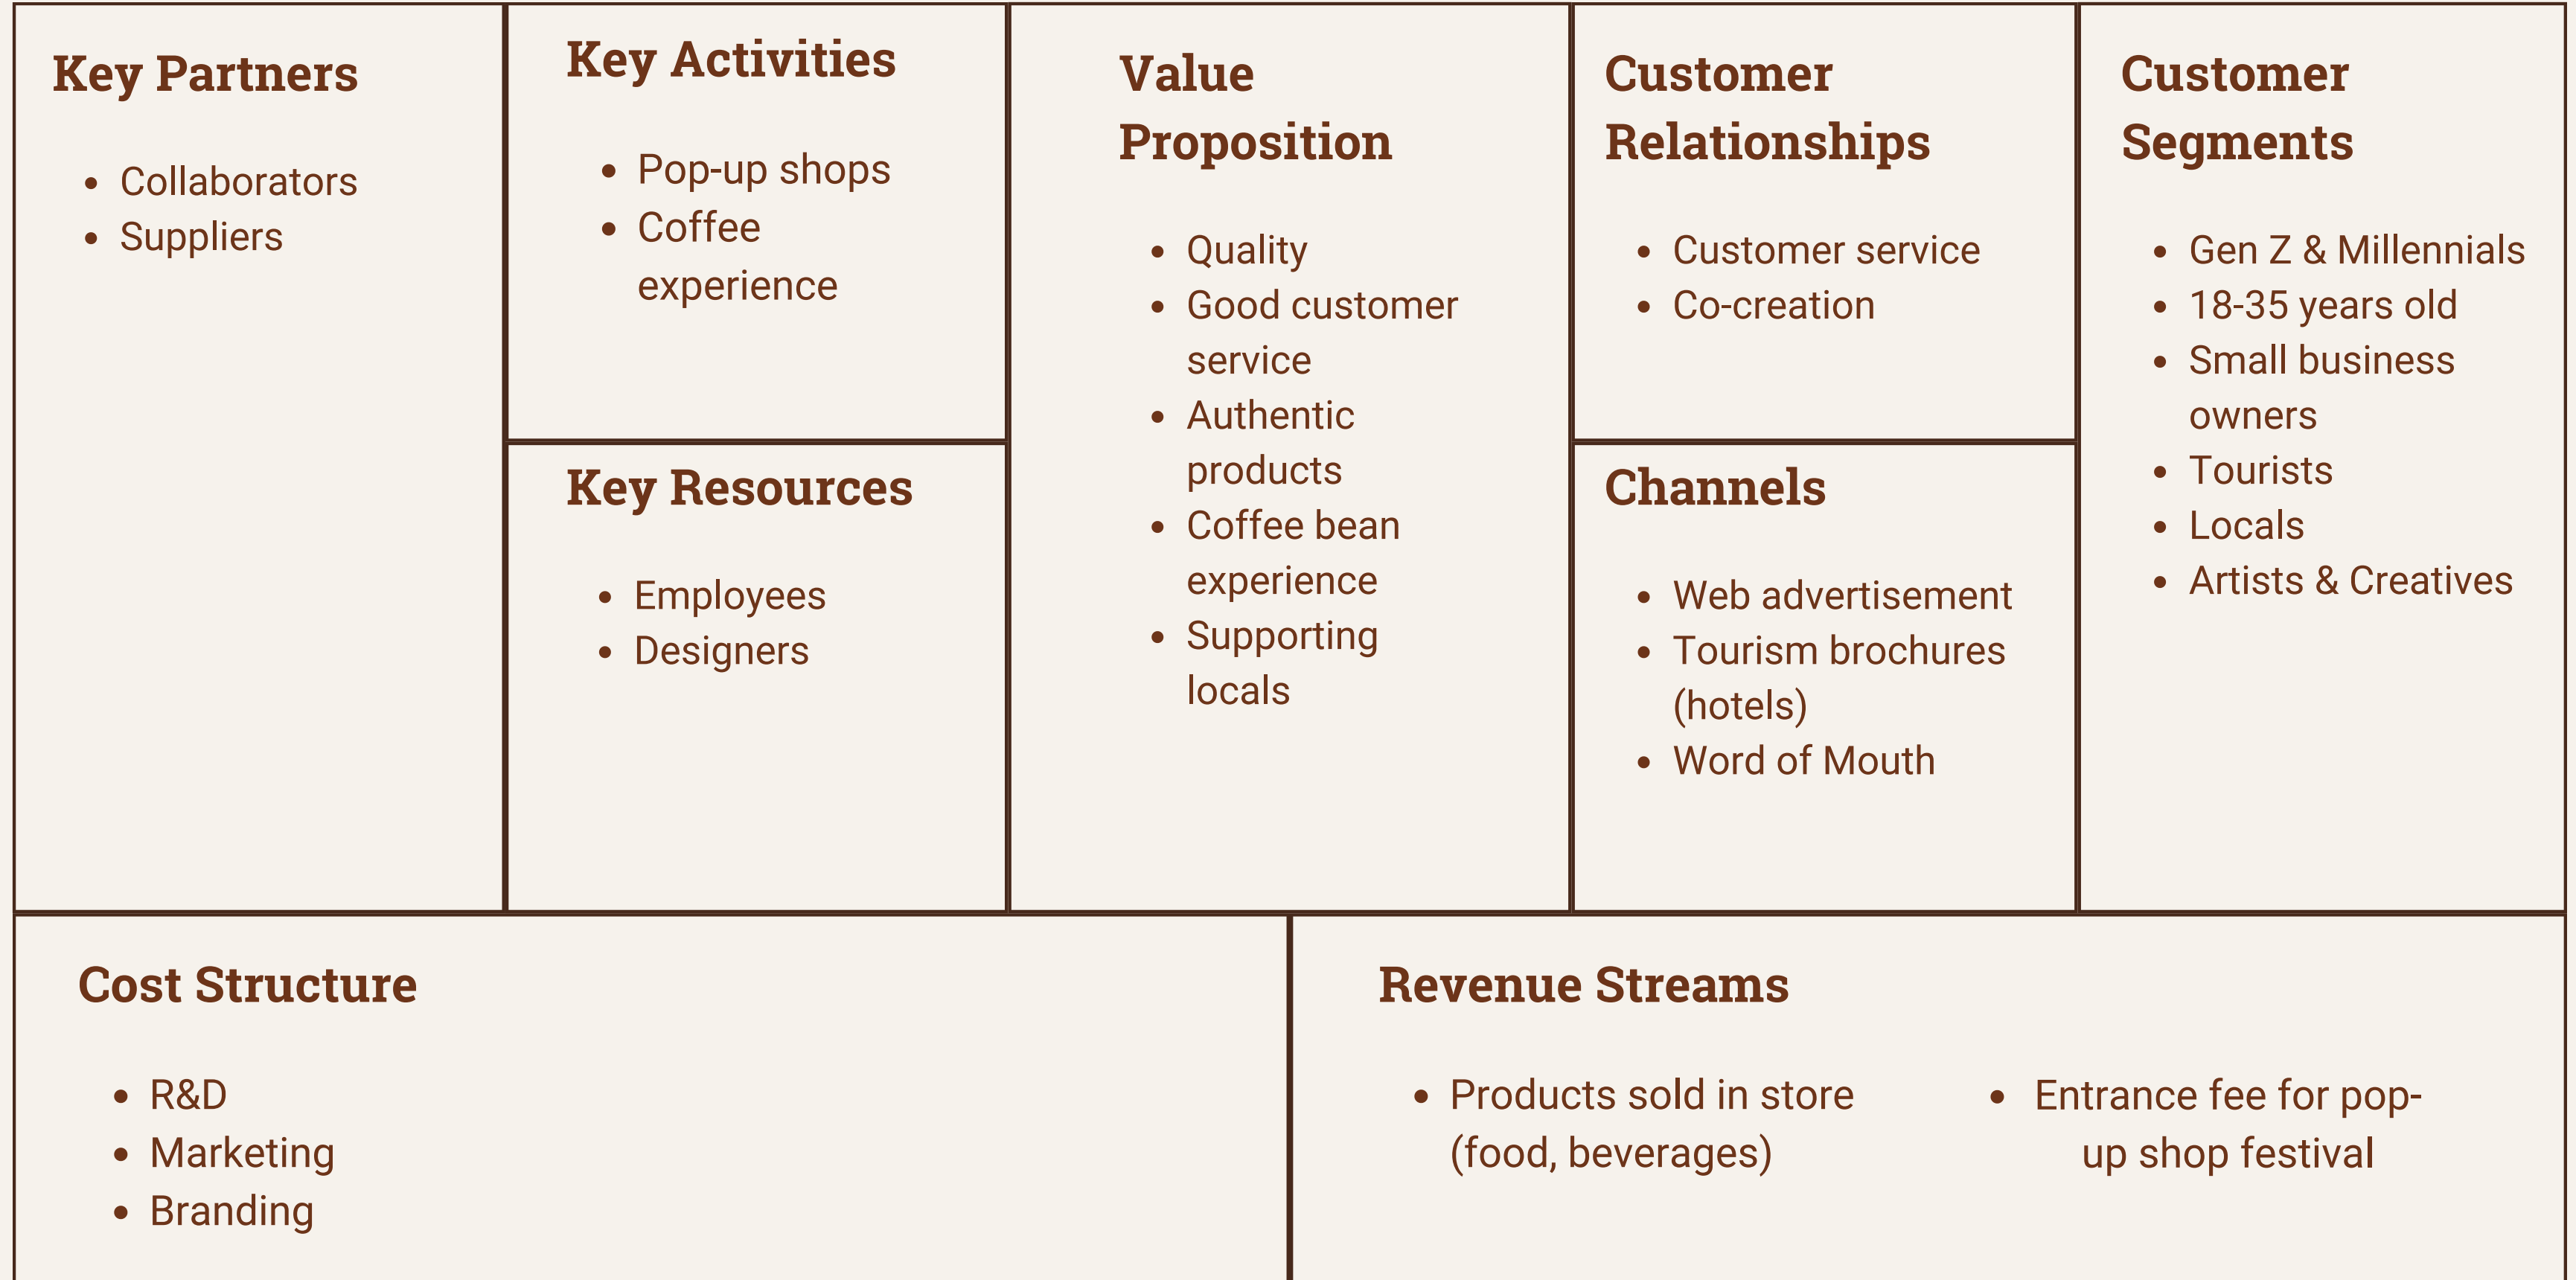 Key Partners
• Collaborators
• Suppliers
Key Activities
• Pop-up shops
• Coffee
experience
Key Resources
• Employees
• Designers
Value
Proposition
• Quality
• Good customer
service
• Authentic
products
• Coffee bean
experience
• Supporting
locals
Customer
Relationships
• Customer service
• Co-creation
Channels
• Web advertisement
• Tourism brochures
(hotels)
• Word of Mouth
Customer
Segments
• Gen Z & Millennials
• 18-35 years old
• Small business
owners
• Tourists
• Locals
• Artists & Creatives
Cost Structure
• R&D
• Marketing
• Branding
Revenue Streams
• Products sold in store
(food, beverages)
• Entrance fee for pop-
up shop festival